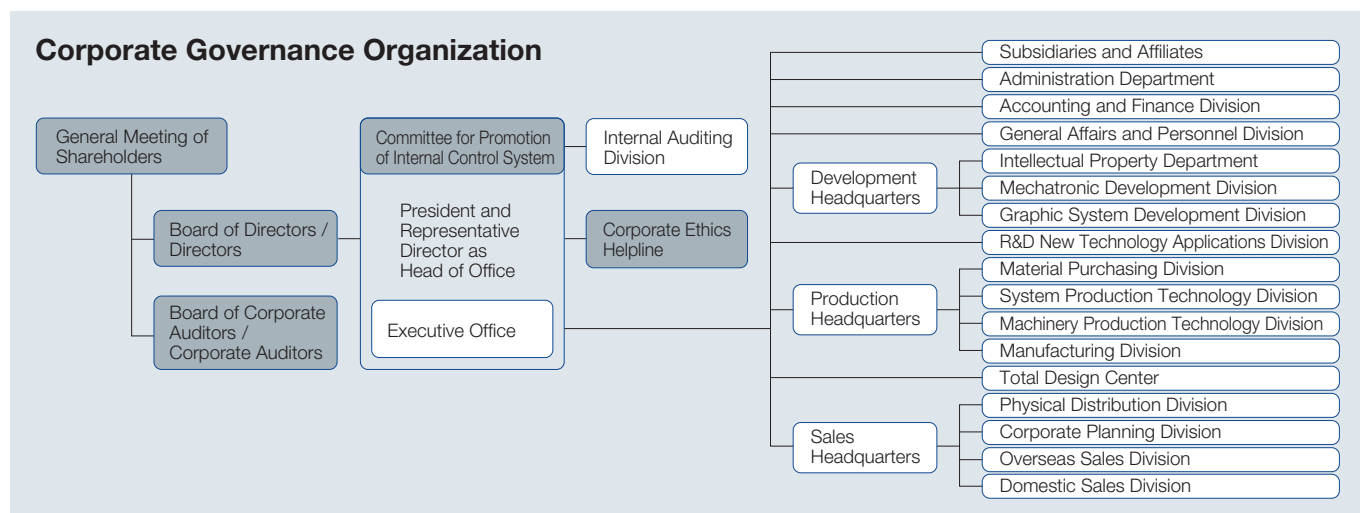 Corporate Governance Organization
General Meeting of
Shareholders
Board of Directors /
Directors
Board of Corporate
Auditors /
Corporate Auditors
Committee for Promotion
of Internal Control System
President and
Representative
Director as
Head of Office
Executive Office
Internal Auditing
Division
Corporate Ethics
Helpline
Development
Headquarters
Production
Headquarters
Sales
Headquarters
Subsidiaries and Affiliates
Administration Department
Accounting and Finance Division
General Affairs and Personnel Division
Intellectual Property Department
Mechatronic Development Division
Graphic System Development Division
R&D New Technology Applications Division
Material Purchasing Division
System Production Technology Division
Machinery Production Technology Division
Manufacturing Division
Total Design Center
Physical Distribution Division
Corporate Planning Division
Overseas Sales Division
Domestic Sales Division